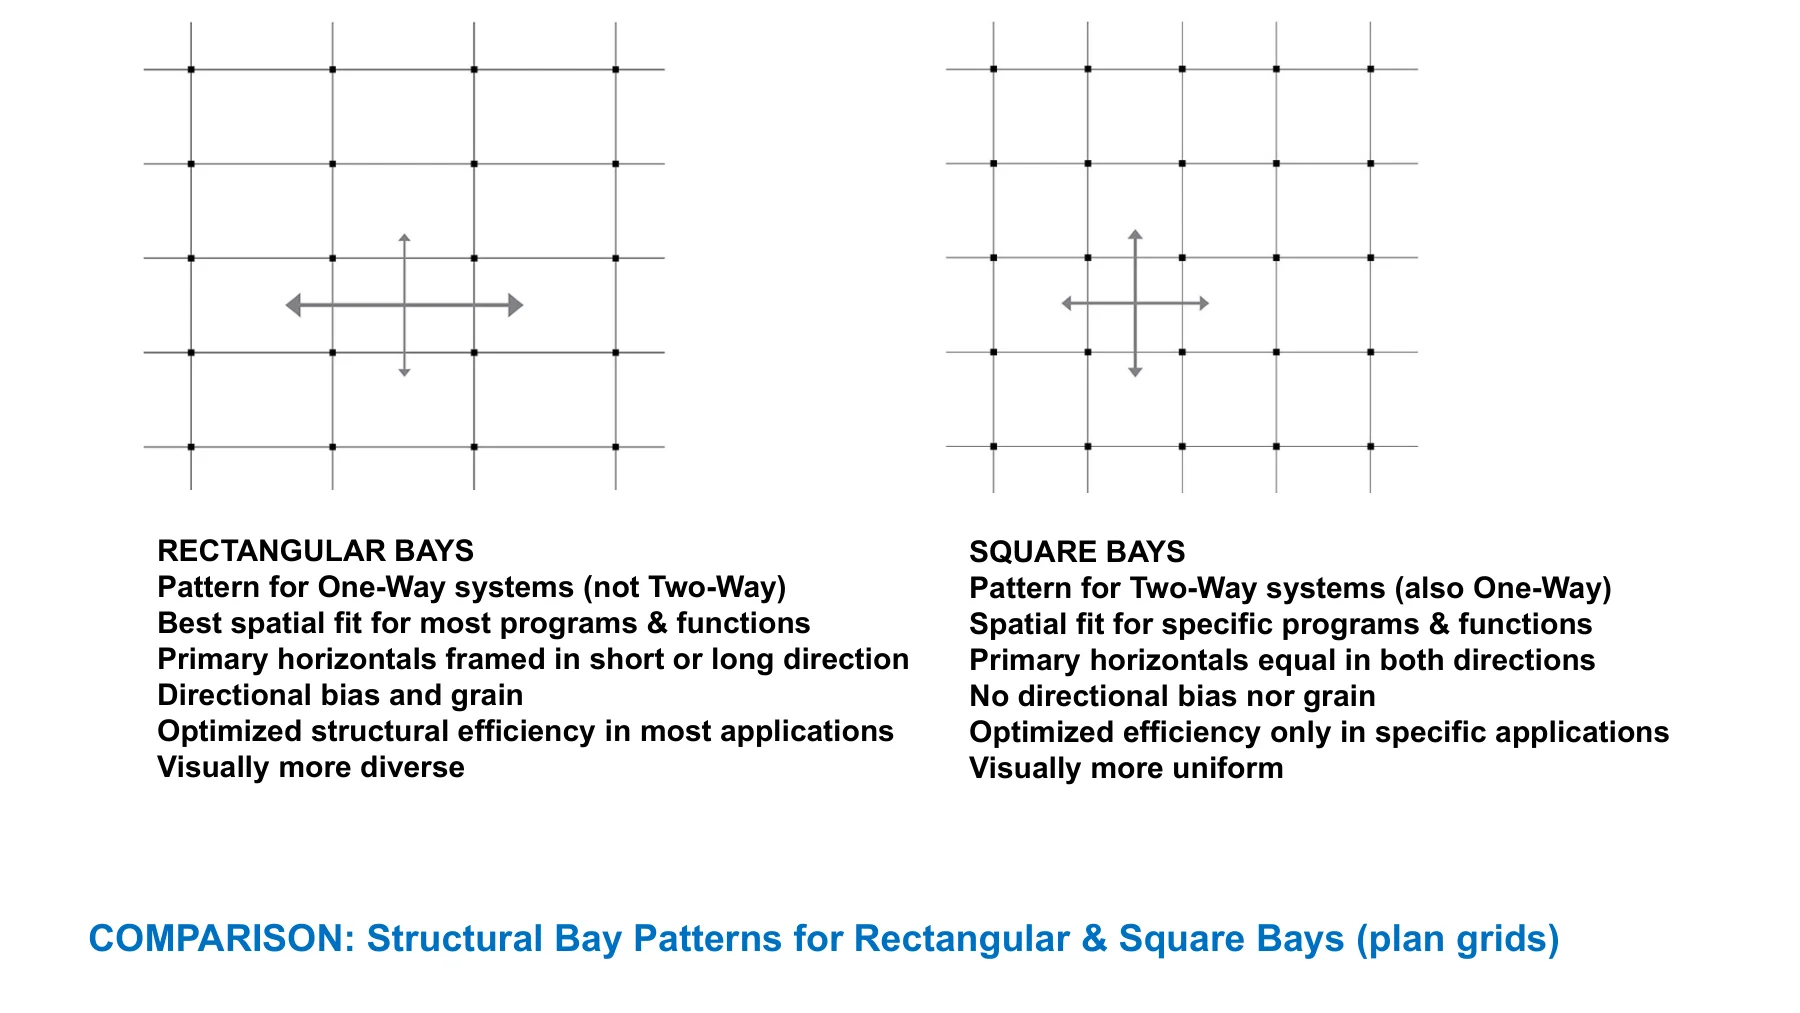 RECTANGULAR BAYS
Pattern for One-Way systems (not Two-Way)
Best spatial fit for most programs & functions
Primary horizontals framed in short or long direction
Directional bias and grain
Optimized structural efficiency in most applications
Visually more diverse
SQUARE BAYS
Pattern for Two-Way systems (also One-Way)
Spatial fit for specific programs & functions
Primary horizontals equal in both directions
No directional bias nor grain
Optimized efficiency only in specific applications
Visually more uniform
COMPARISON: Structural Bay Patterns for Rectangular & Square Bays (plan grids)